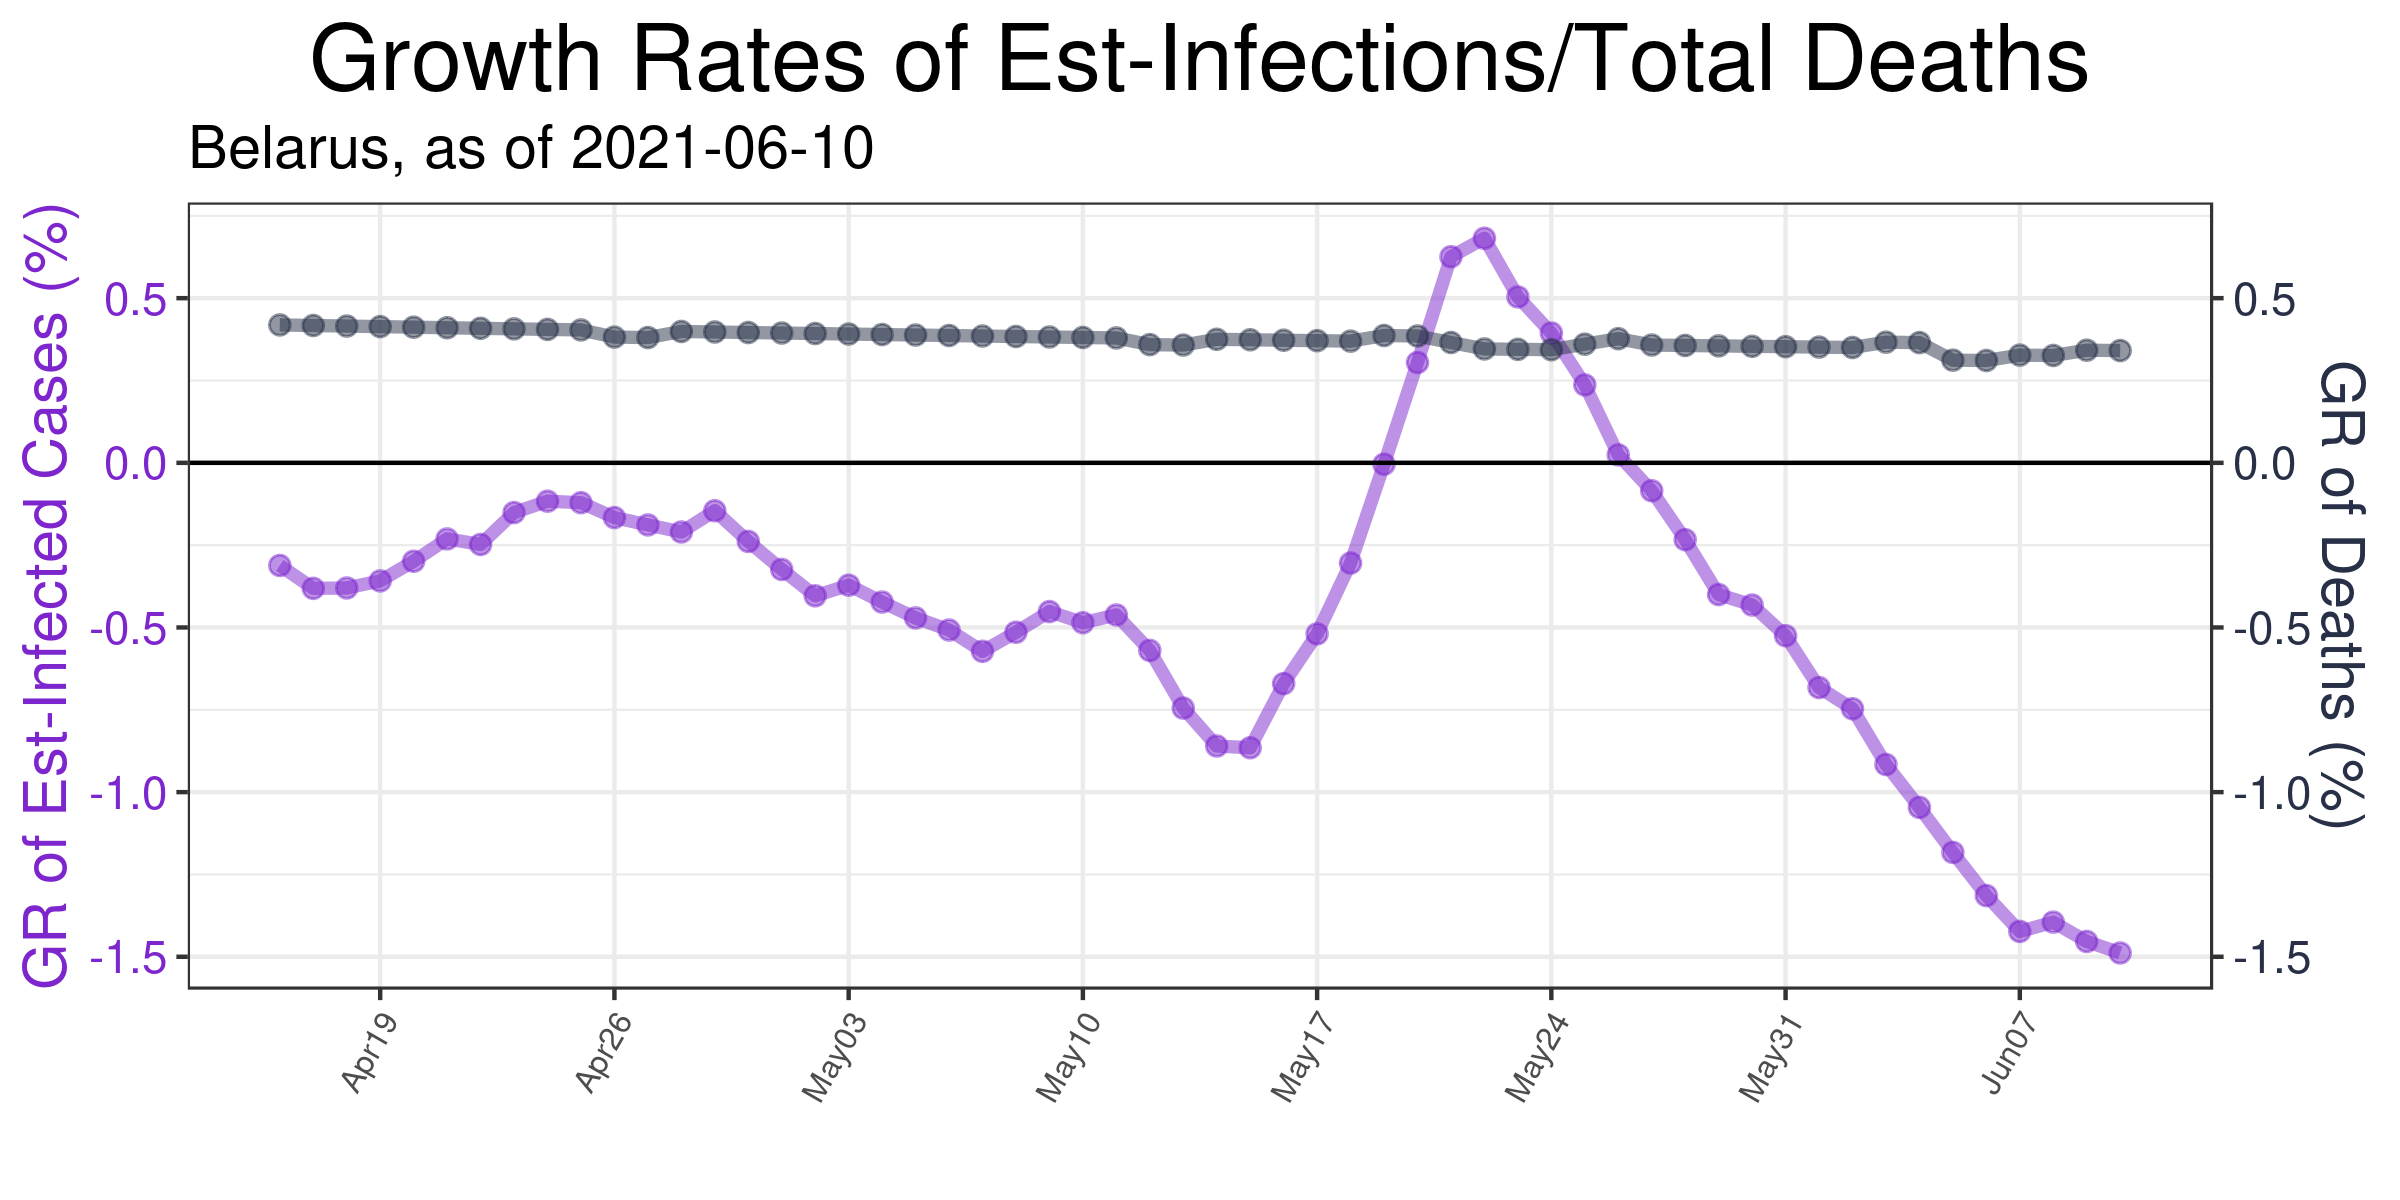 Growth Rates of Est-Infections/Total Deaths
Belarus, as of 2021-06-10
GR of Est-Infected Cases (%)
0.5
0.0
-0.5
-1.0
-1.5
0.5
0.0
-0.5
-1.0
-1.5
GR of Deaths (%)
Apr19
Apr26
May03
May10
May17
May24
May31
Jun07